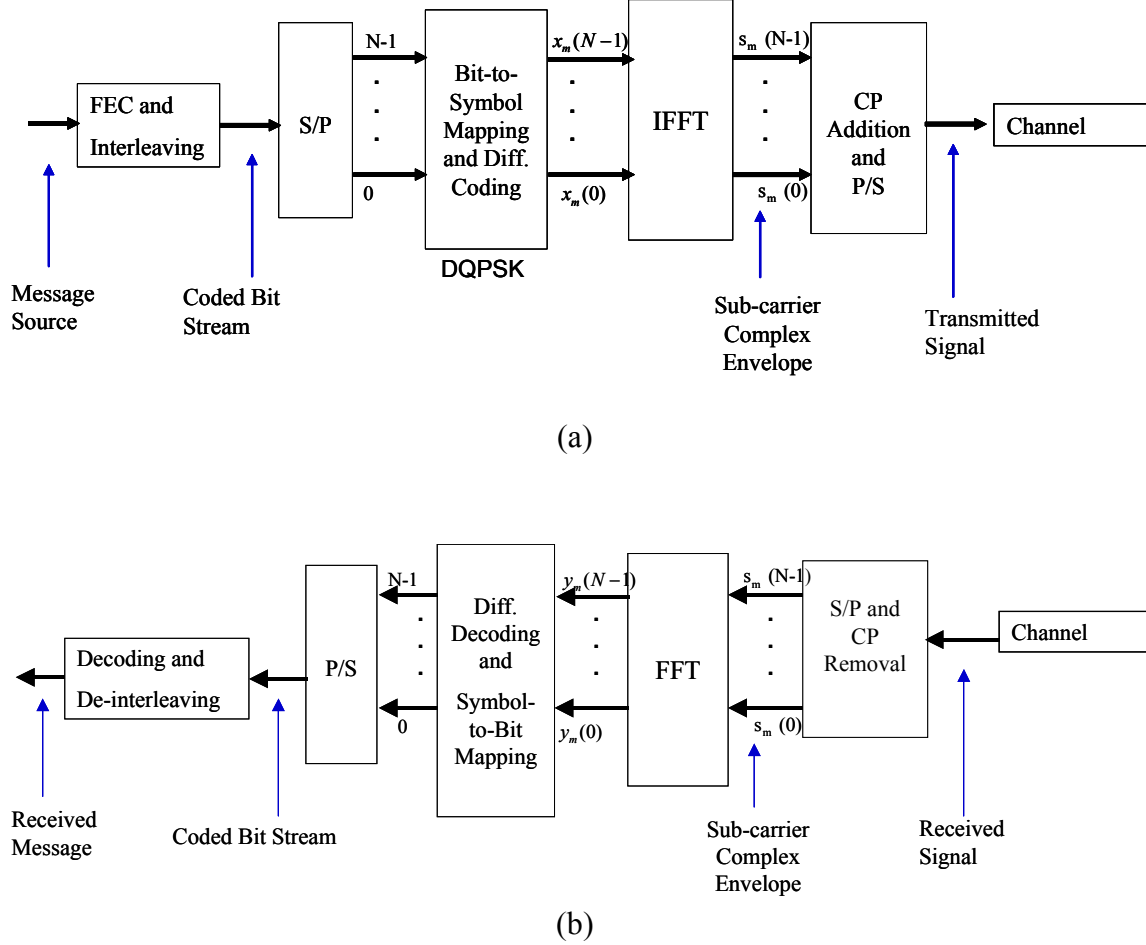 FEC and
Interleaving
S/P
N-1
0
Bit-to-
Symbol
Mapping
and Diff.
Coding
DQPSK
x_m(N−1)
x_m(0)
IFFT
s_m (N-1)
s_m (0)
CP
Addition
and
P/S
Channel
Message
Source
Coded Bit
Stream
Sub-carrier
Complex
Envelope
Transmitted
Signal
(a)
Decoding and
De-interleaving
P/S
N-1
0
Diff.
Decoding
and
Symbol-
to-Bit
Mapping
y_m(N−1)
y_m(0)
FFT
s_m (N-1)
s_m (0)
S/P and
CP
Removal
Channel
Received
Message
Coded Bit Stream
Sub-carrier
Complex
Envelope
Received
Signal
(b)